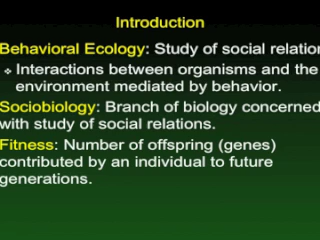 Introduction
Behavioral Ecology: Study of social relation
❖ Interactions between organisms and the
environment mediated by behavior.
Sociobiology: Branch of biology concerned
with study of social relations.
Fitness: Number of offspring (genes)
contributed by an individual to future
generations.